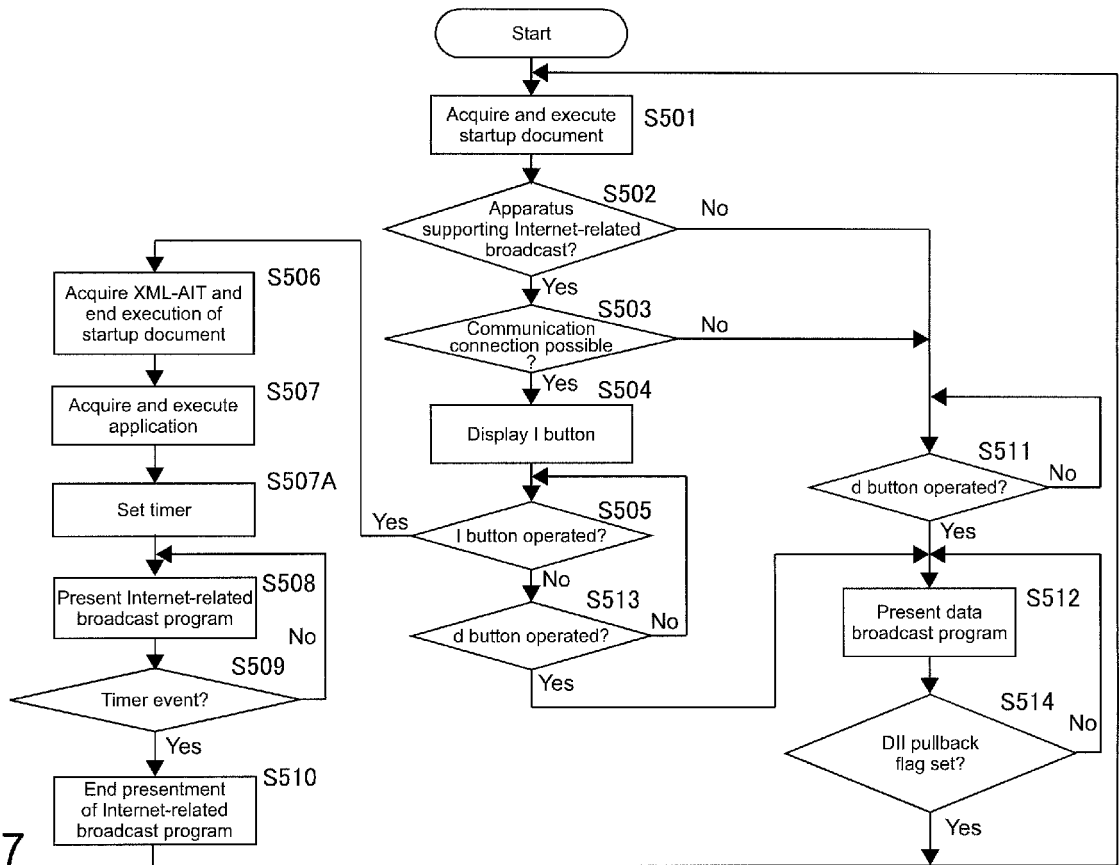 Start
Acquire and execute
startup document
S501
S502
Apparatus
supporting Internet-related
broadcast?
No
Yes
S503
Communication
connection possible
?
No
Yes
S504
Display I button
S505
I button operated?
Yes
No
S513
d button operated?
No
Yes
S506
Acquire XML-AIT and
end execution of
startup document
S507
Acquire and execute
application
S507A
Set timer
S508
Present Internet-related
broadcast program
No
S509
Timer event?
Yes
S510
End presentment
of Internet-related
broadcast program
S511
d button operated?
No
Yes
S512
Present data
broadcast program
S514
DII pullback
flag set?
No
Yes
7